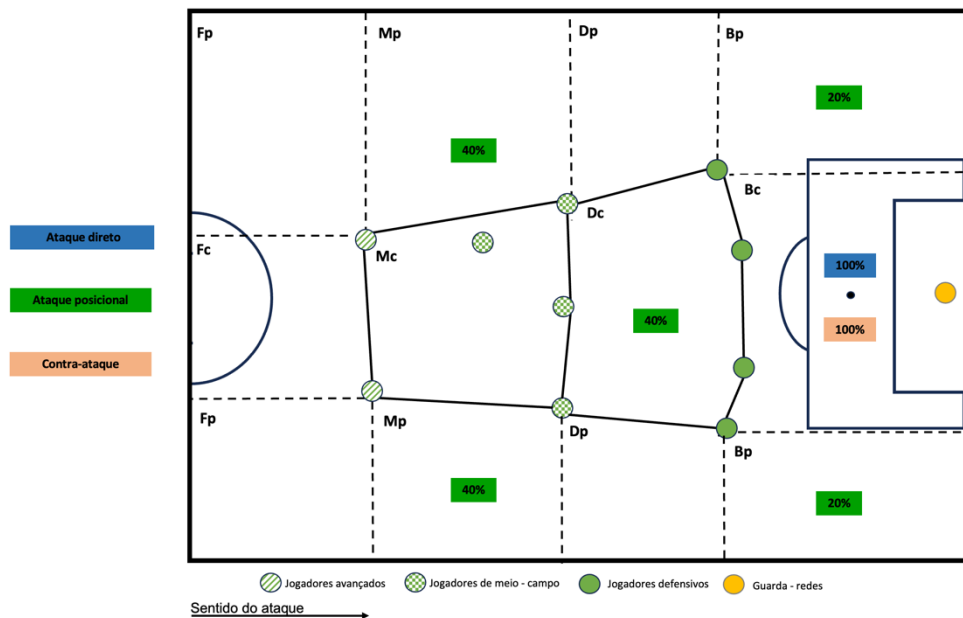 Fp
Mp
Dp
Bp
20%
40%
Bc
Dc
Ataque direto
Fc
Mc
100%
Ataque posicional
40%
100%
Contra-ataque
Fp
Mp
Dp
Bp
40%
20%
Jogadores avançados
Jogadores de meio - campo
Jogadores defensivos
Guarda - redes
Sentido do ataque